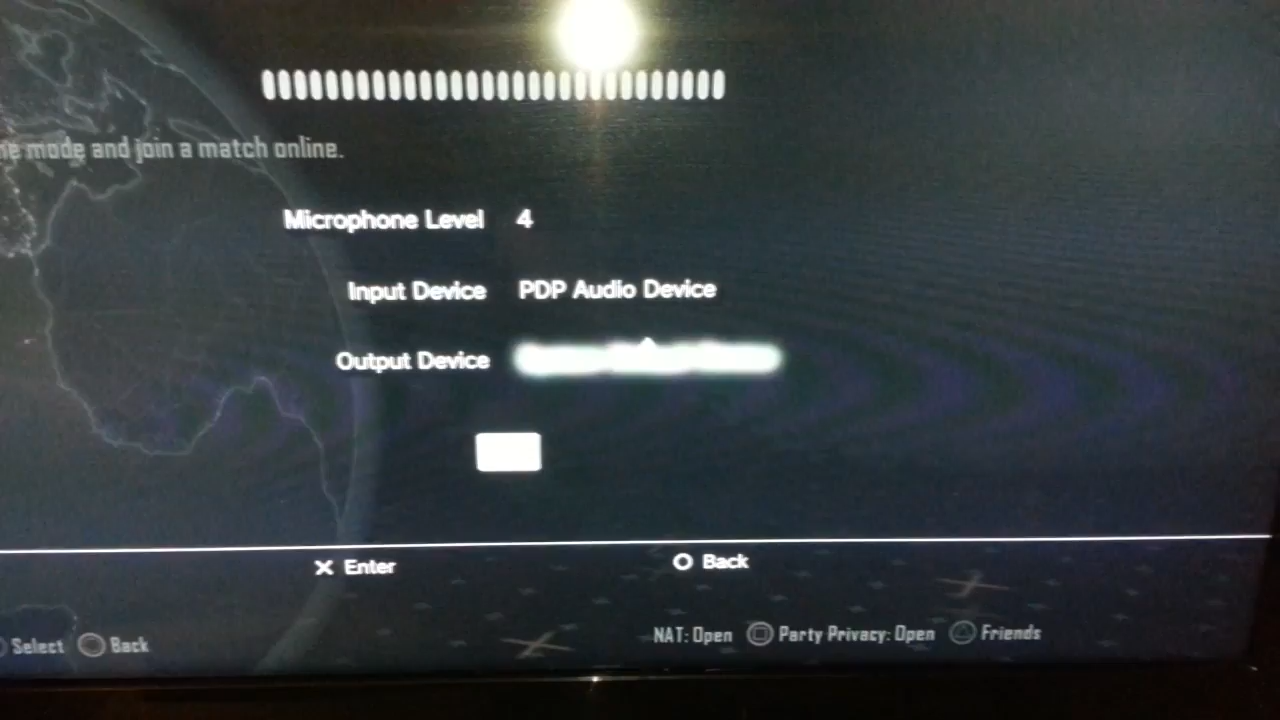 mode and join a match online.
Microphone Level 4
Input Device PDP Audio Device
Output Device
Enter Back
Select Back NAT: Open Party Privacy: Open Friends